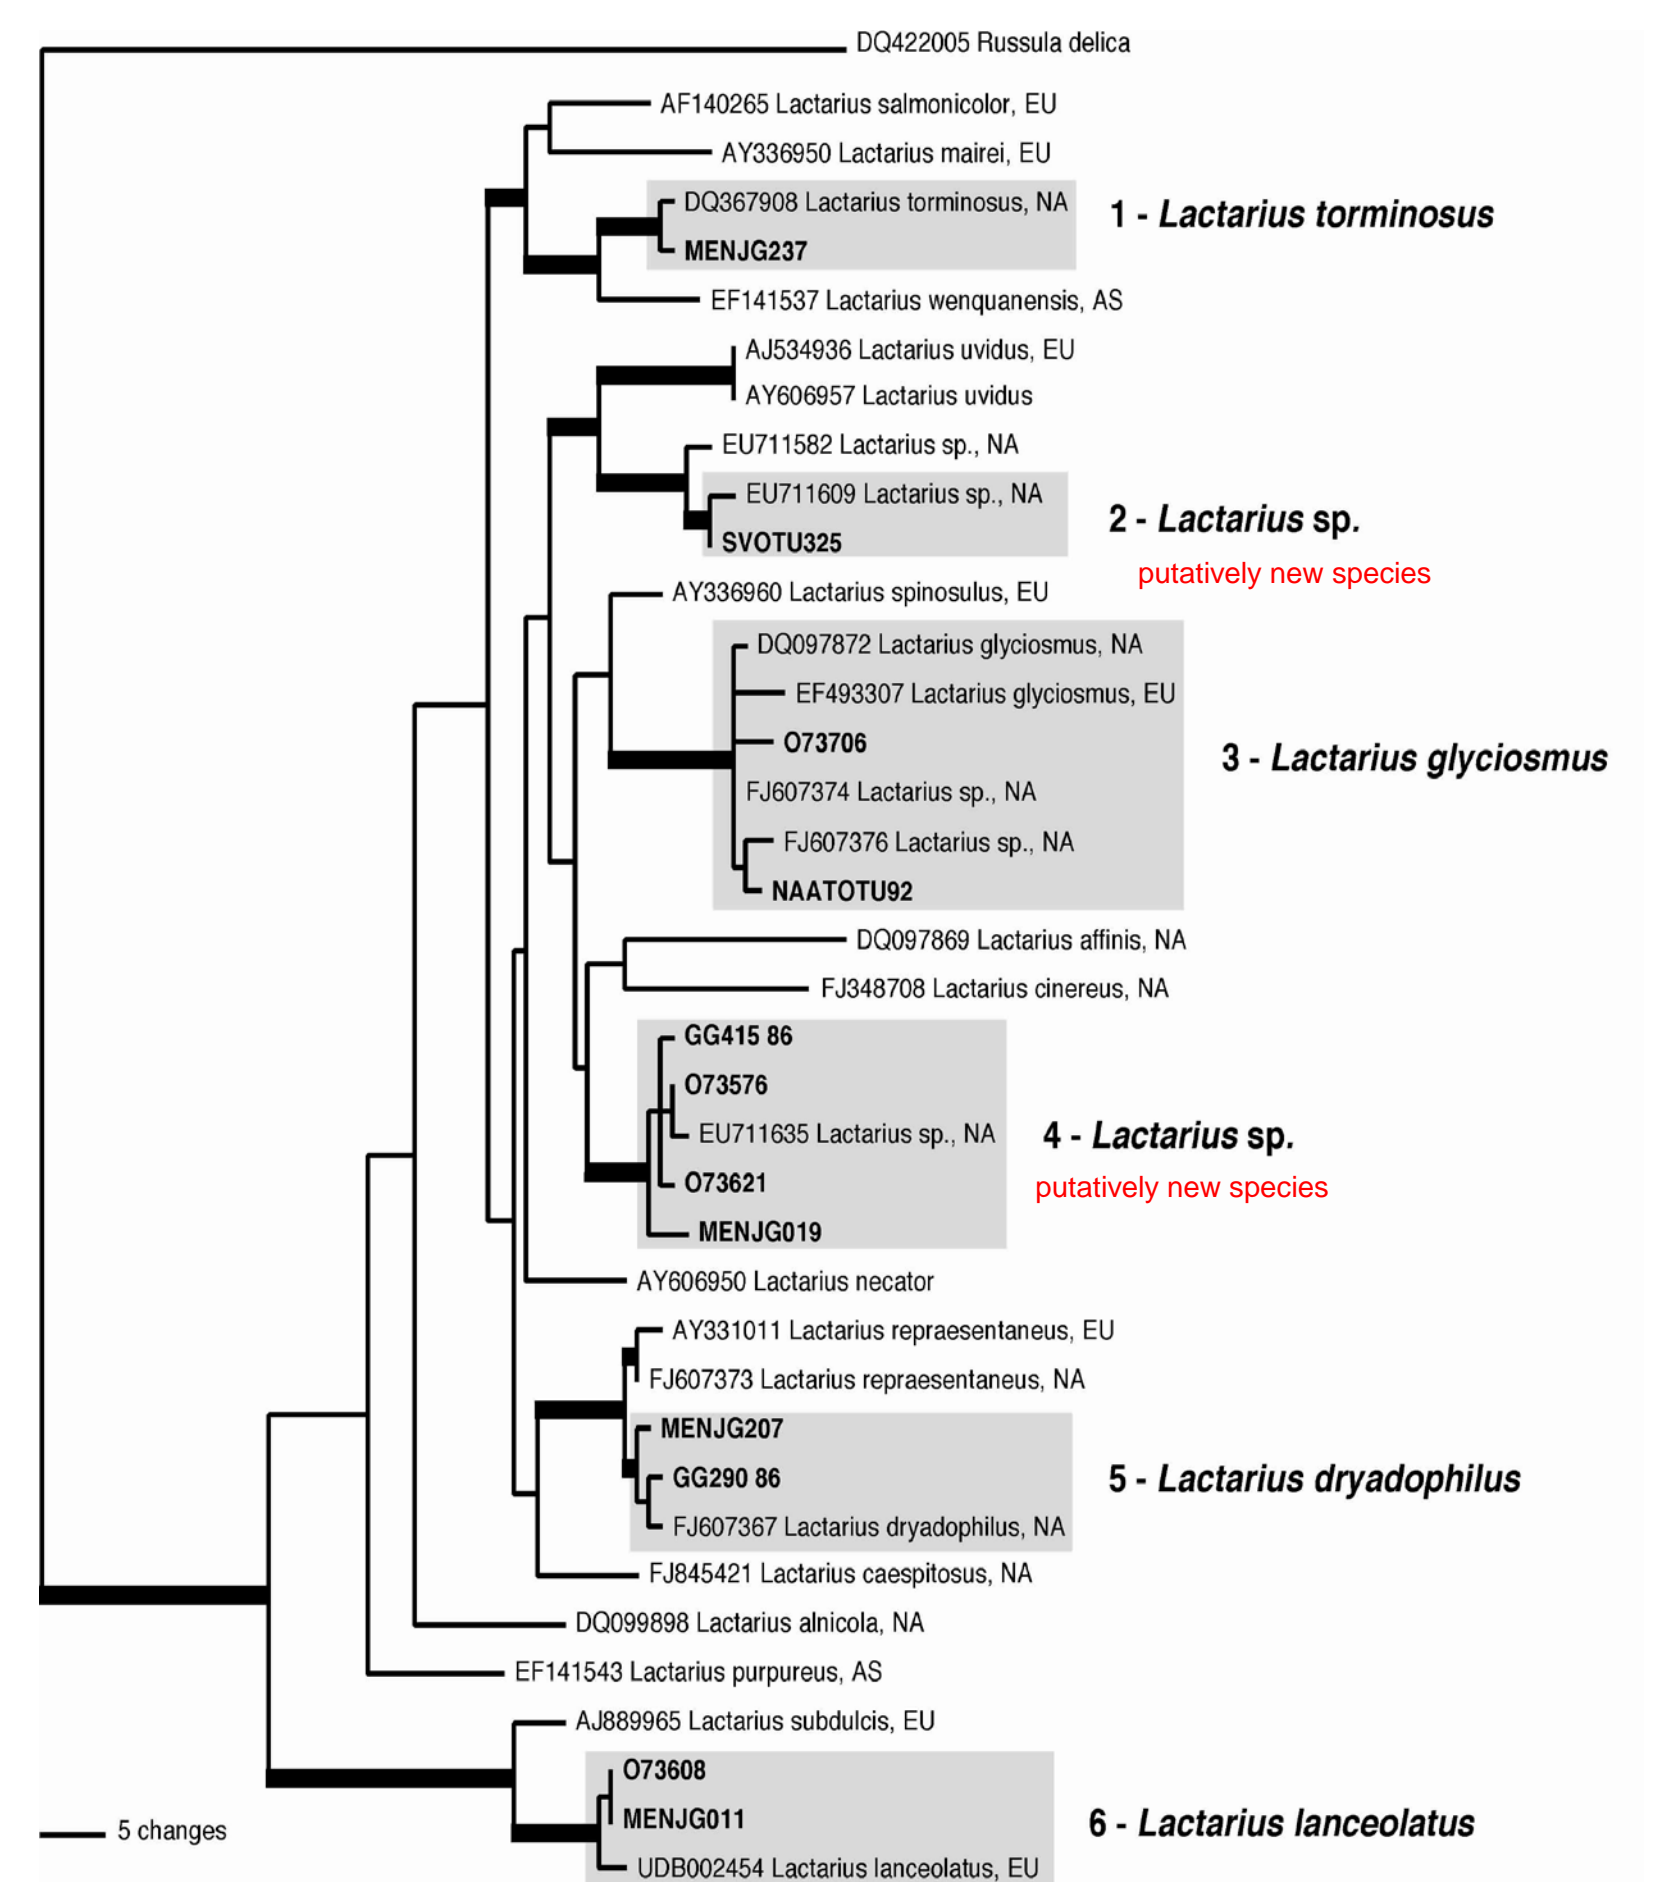 DQ422005 Russula delica
AF140265 Lactarius salmonicolor, EU
AY336950 Lactarius mairei, EU
DQ367908 Lactarius torminosus, NA
1 - Lactarius torminosus
MENJG237
EF141537 Lactarius wenquanensis, AS
AJ534936 Lactarius uvidus, EU
AY606957 Lactarius uvidus
EU711582 Lactarius sp., NA
EU711609 Lactarius sp., NA
2 - Lactarius sp.
SVOTU325
putatively new species
AY336960 Lactarius spinosulus, EU
DQ097872 Lactarius glyciosmus, NA
EF493307 Lactarius glyciosmus, EU
O73706
3 - Lactarius glyciosmus
FJ607374 Lactarius sp., NA
FJ607376 Lactarius sp., NA
NAATOTU92
DQ097869 Lactarius affinis, NA
FJ348708 Lactarius cinereus, NA
GG415 86
O73576
EU711635 Lactarius sp., NA
4 - Lactarius sp.
O73621
putatively new species
MENJG019
AY606950 Lactarius necator
AY331011 Lactarius repraesentaneus, EU
FJ607373 Lactarius repraesentaneus, NA
MENJG207
GG290 86
5 - Lactarius dryadophilus
FJ607367 Lactarius dryadophilus, NA
FJ845421 Lactarius caespitosus, NA
DQ099898 Lactarius alnicola, NA
EF141543 Lactarius purpureus, AS
AJ889965 Lactarius subdulcis, EU
O73608
MENJG011
6 - Lactarius lanceolatus
5 changes
UDB002454 Lactarius lanceolatus, EU